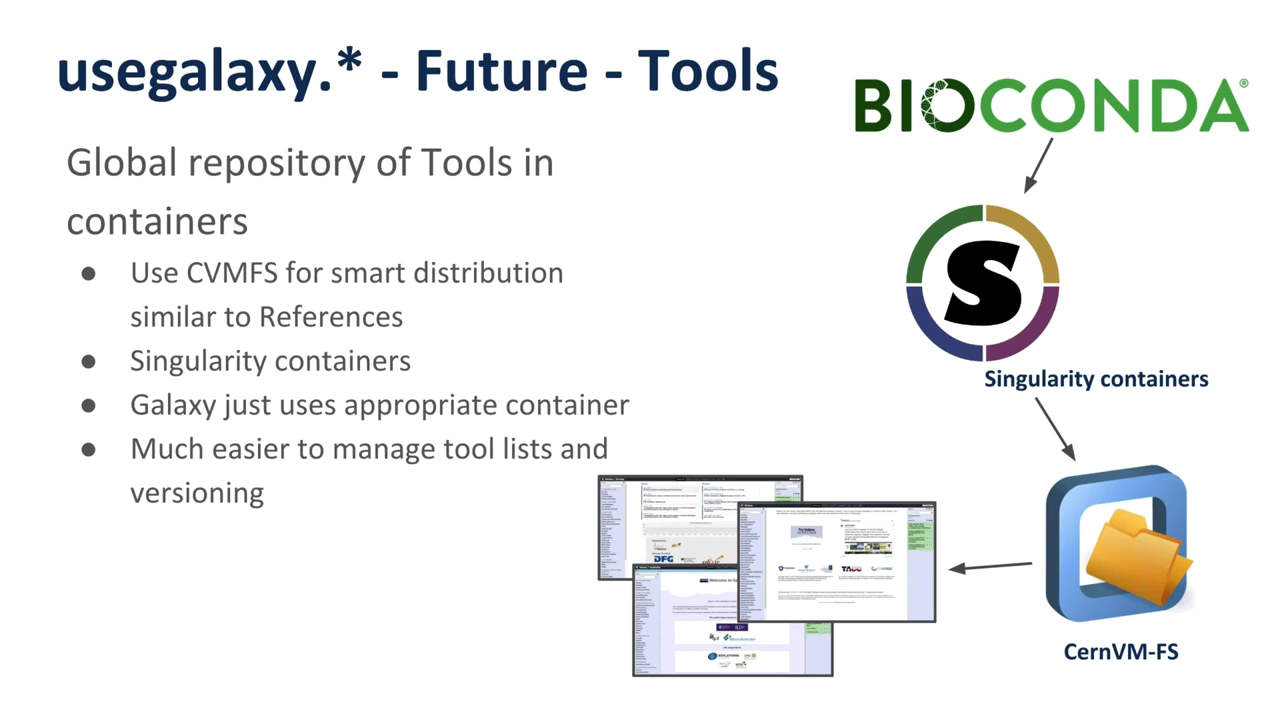 usegalaxy.* - Future - Tools
BIOCONDA®
Global repository of Tools in
containers
● Use CVMFS for smart distribution
similar to References
● Singularity containers
● Galaxy just uses appropriate container
● Much easier to manage tool lists and
versioning
S
Singularity containers
CernVM-FS
DFG